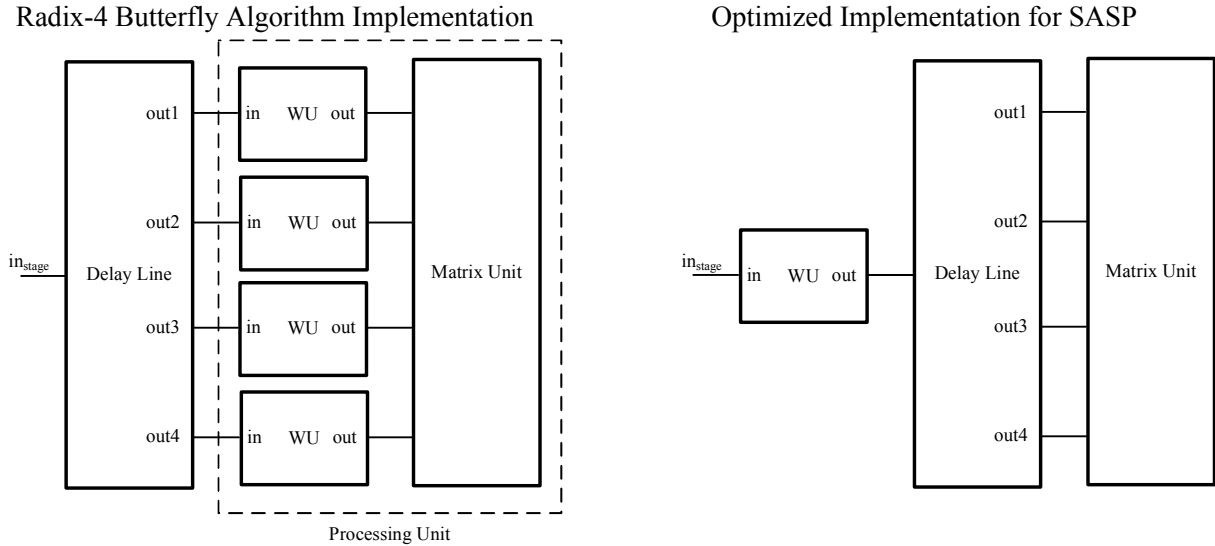 Radix-4 Butterfly Algorithm Implementation
in_stage
Delay Line
out1
out2
out3
out4
in WU out
in WU out
in WU out
in WU out
Matrix Unit
Processing Unit
Optimized Implementation for SASP
in_stage
in WU out
Delay Line
out1
out2
out3
out4
Matrix Unit